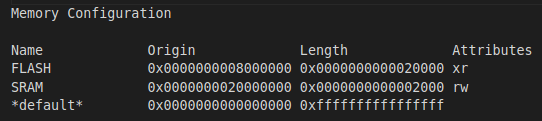 Memory Configuration
Name Origin Length Attributes
FLASH 0x0000000008000000 0x0000000000020000 xr
SRAM 0x0000000020000000 0x0000000000002000 rw
*default* 0x0000000000000000 0xffffffffffffffff